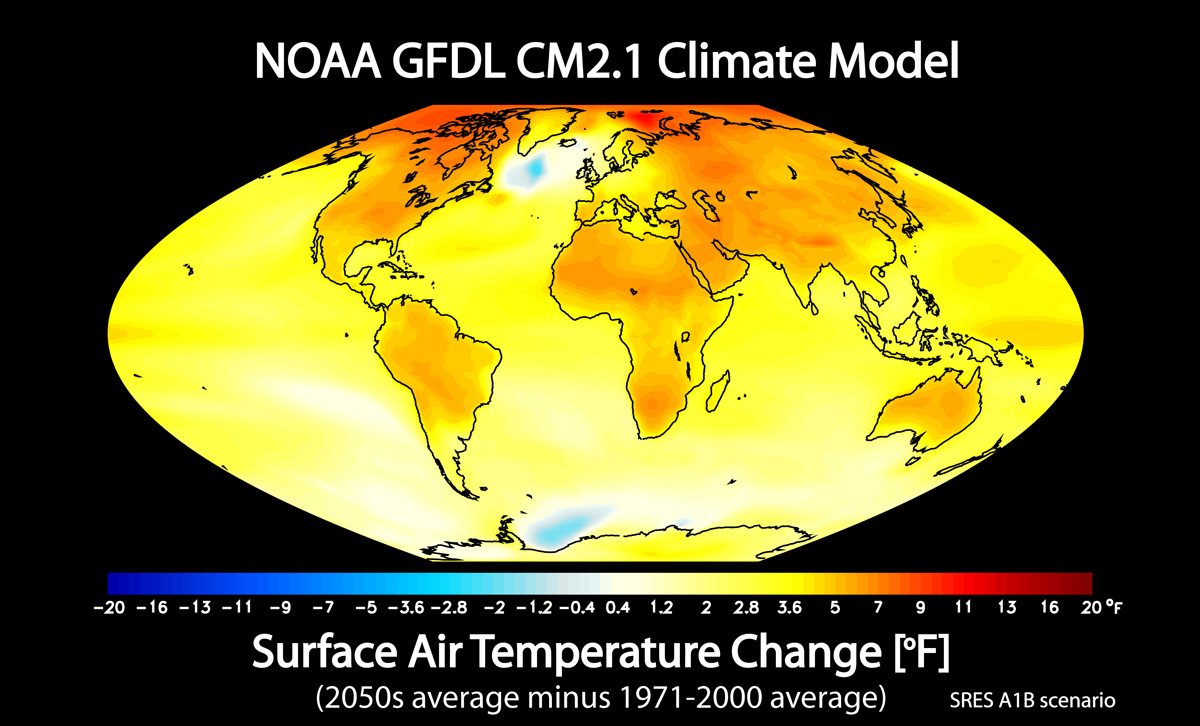 NOAA GFDL CM2.1 Climate Model
−20 −16 −13 −11 −9 −7 −5 −3.6 −2.8 −2 −1.2 −0.4 0.4 1.2 2 2.8 3.6 5 7 9 11 13 16 20 °F
Surface Air Temperature Change [ºF]
(2050s average minus 1971-2000 average)
SRES A1B scenario